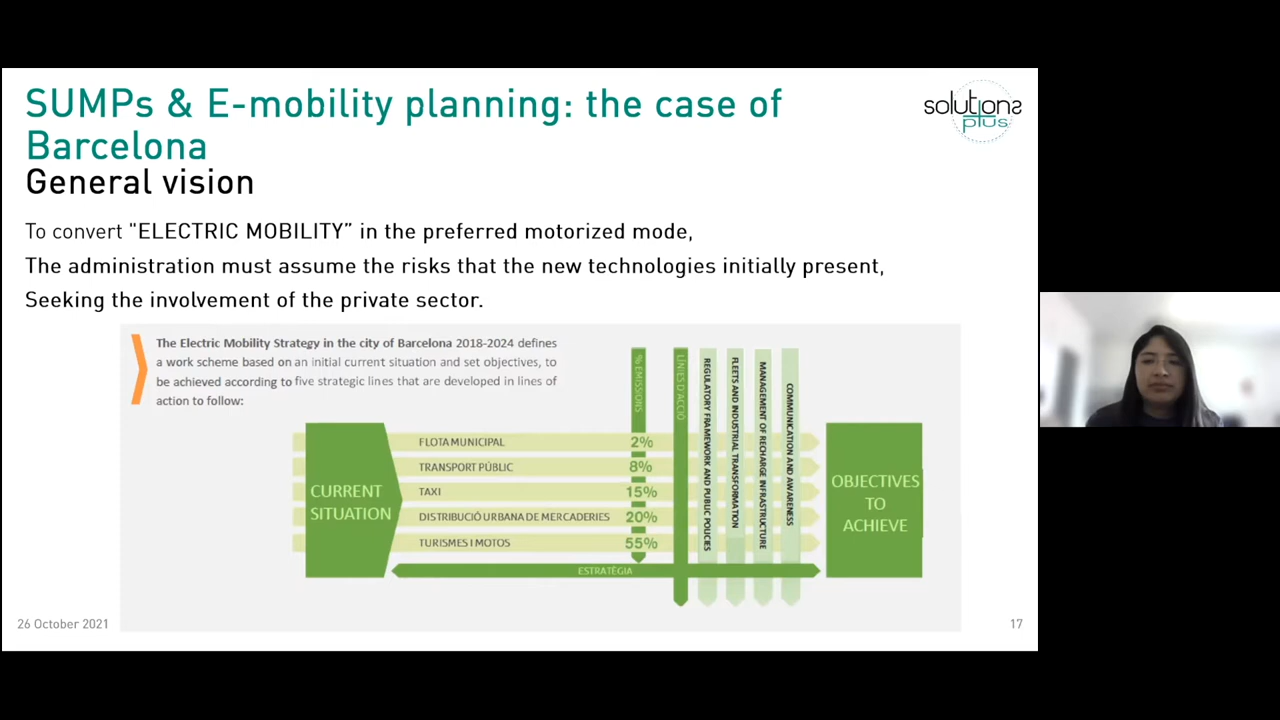 SUMPs & E-mobility planning: the case of
Barcelona
General vision
solutions
plus
To convert "ELECTRIC MOBILITY” in the preferred motorized mode,
The administration must assume the risks that the new technologies initially present,
Seeking the involvement of the private sector.
The Electric Mobility Strategy in the city of Barcelona 2018-2024 defines
a work scheme based on an initial current situation and set objectives, to
be achieved according to five strategic lines that are developed in lines of
action to follow:
% EMISSIONS
LÍNIES D'ACCIÓ
REGULATORY FRAMEWORK AND PUBLIC POLICIES
FLEETS AND INDUSTRIAL TRANSFORMATION
MANAGEMENT OF RECHARGE INFRASTRUCTURE
COMMUNICATION AND AWARENESS
CURRENT
SITUATION
FLOTA MUNICIPAL 2%
TRANSPORT PÚBLIC 8%
TAXI 15%
DISTRIBUCIÓ URBANA DE MERCADERIES 20%
TURISMES I MOTOS 55%
ESTRATÈGIA
OBJECTIVES
TO
ACHIEVE
26 October 2021
17